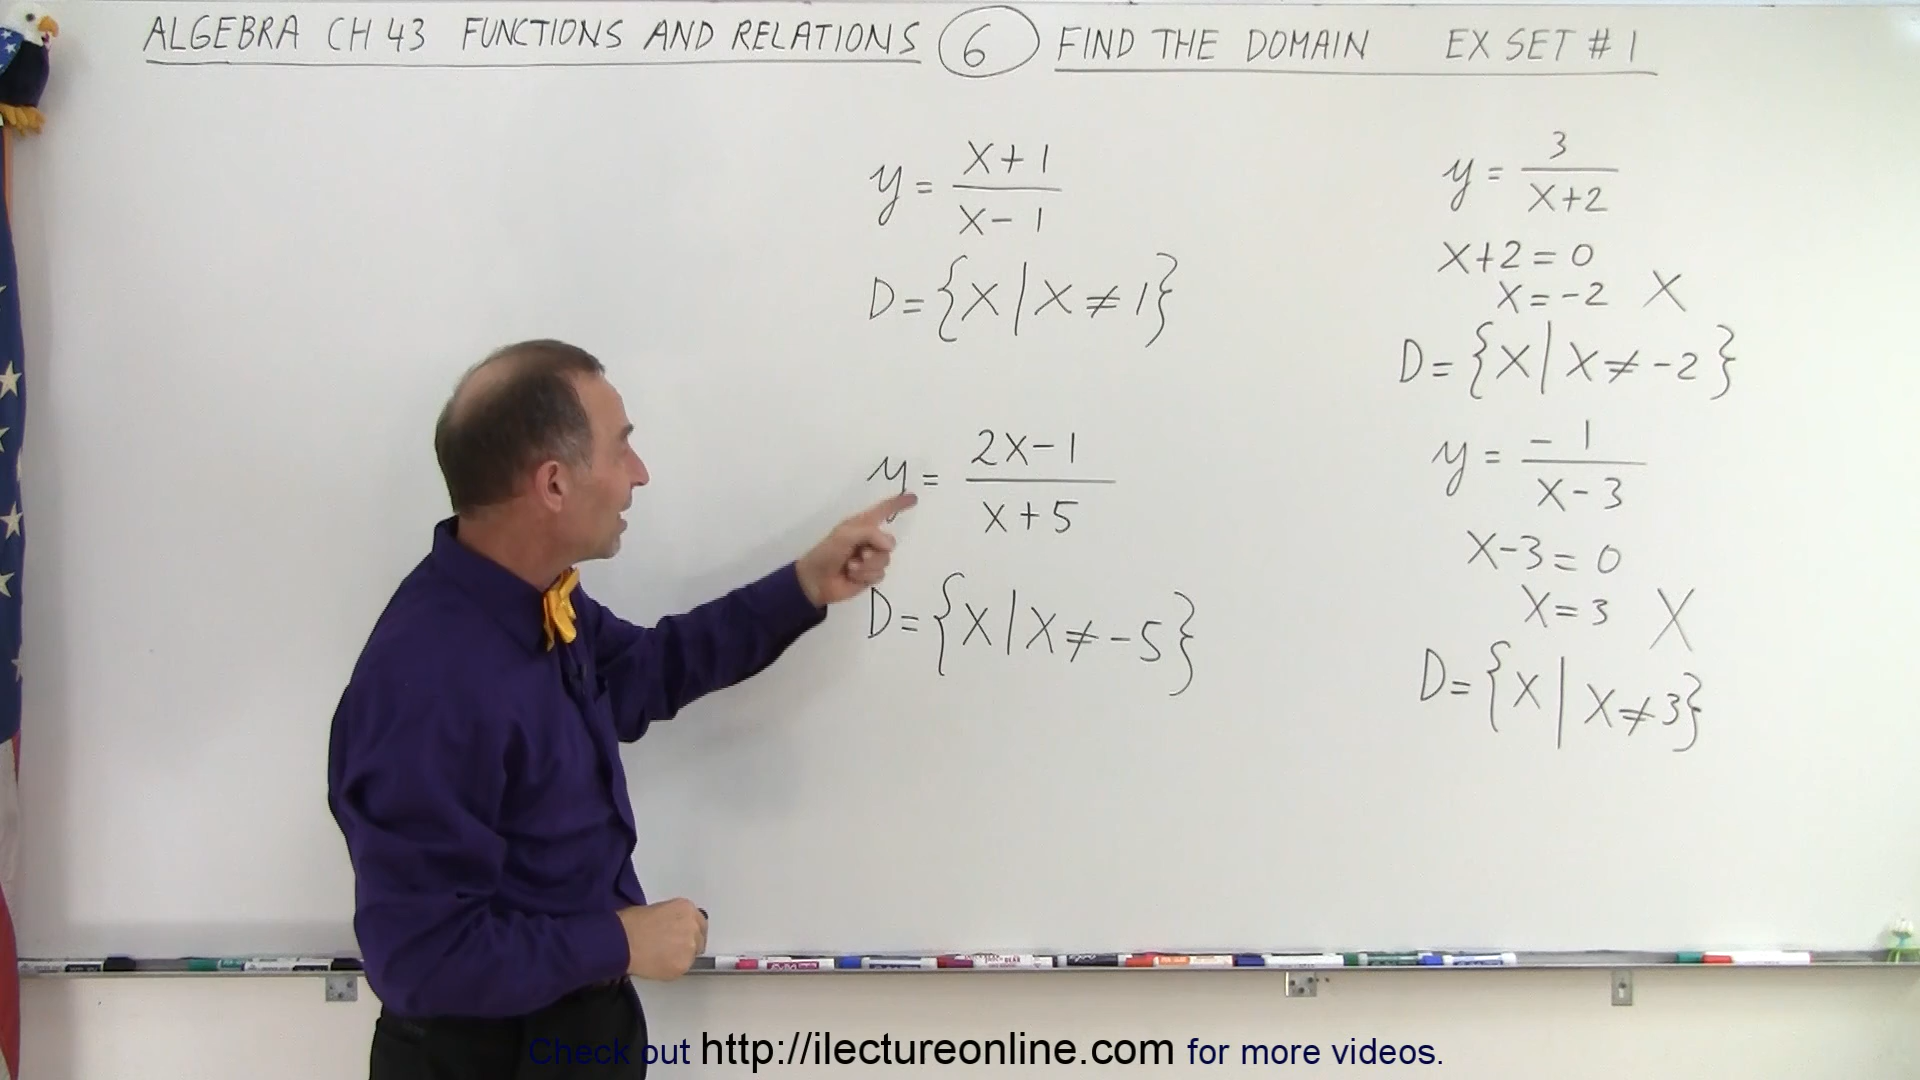 ALGEBRA CH 43 FUNCTIONS AND RELATIONS 6 FIND THE DOMAIN EX SET # 1
y = (x+1)/(x-1)
D = {x | x ≠ 1}
y = (2x-1)/(x+5)
D = {x | x ≠ -5}
y = 3/(x+2)
x+2 = 0
x = -2 X
D = {x | x ≠ -2}
y = -1/(x-3)
x-3 = 0
x = 3 X
D = {x | x ≠ 3}
Check out http://ilectureonline.com for more videos.